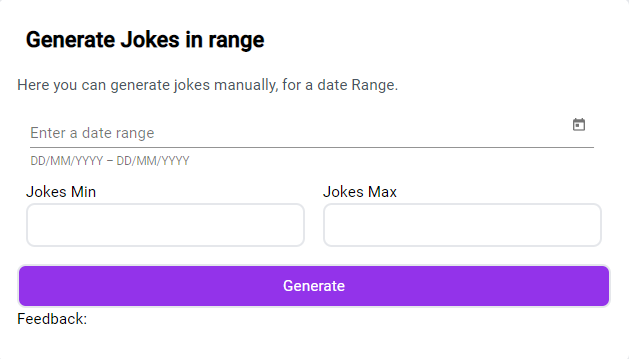 Generate Jokes in range
Here you can generate jokes manually, for a date Range.
Enter a date range
DD/MM/YYYY – DD/MM/YYYY
Jokes Min Jokes Max
Generate
Feedback: